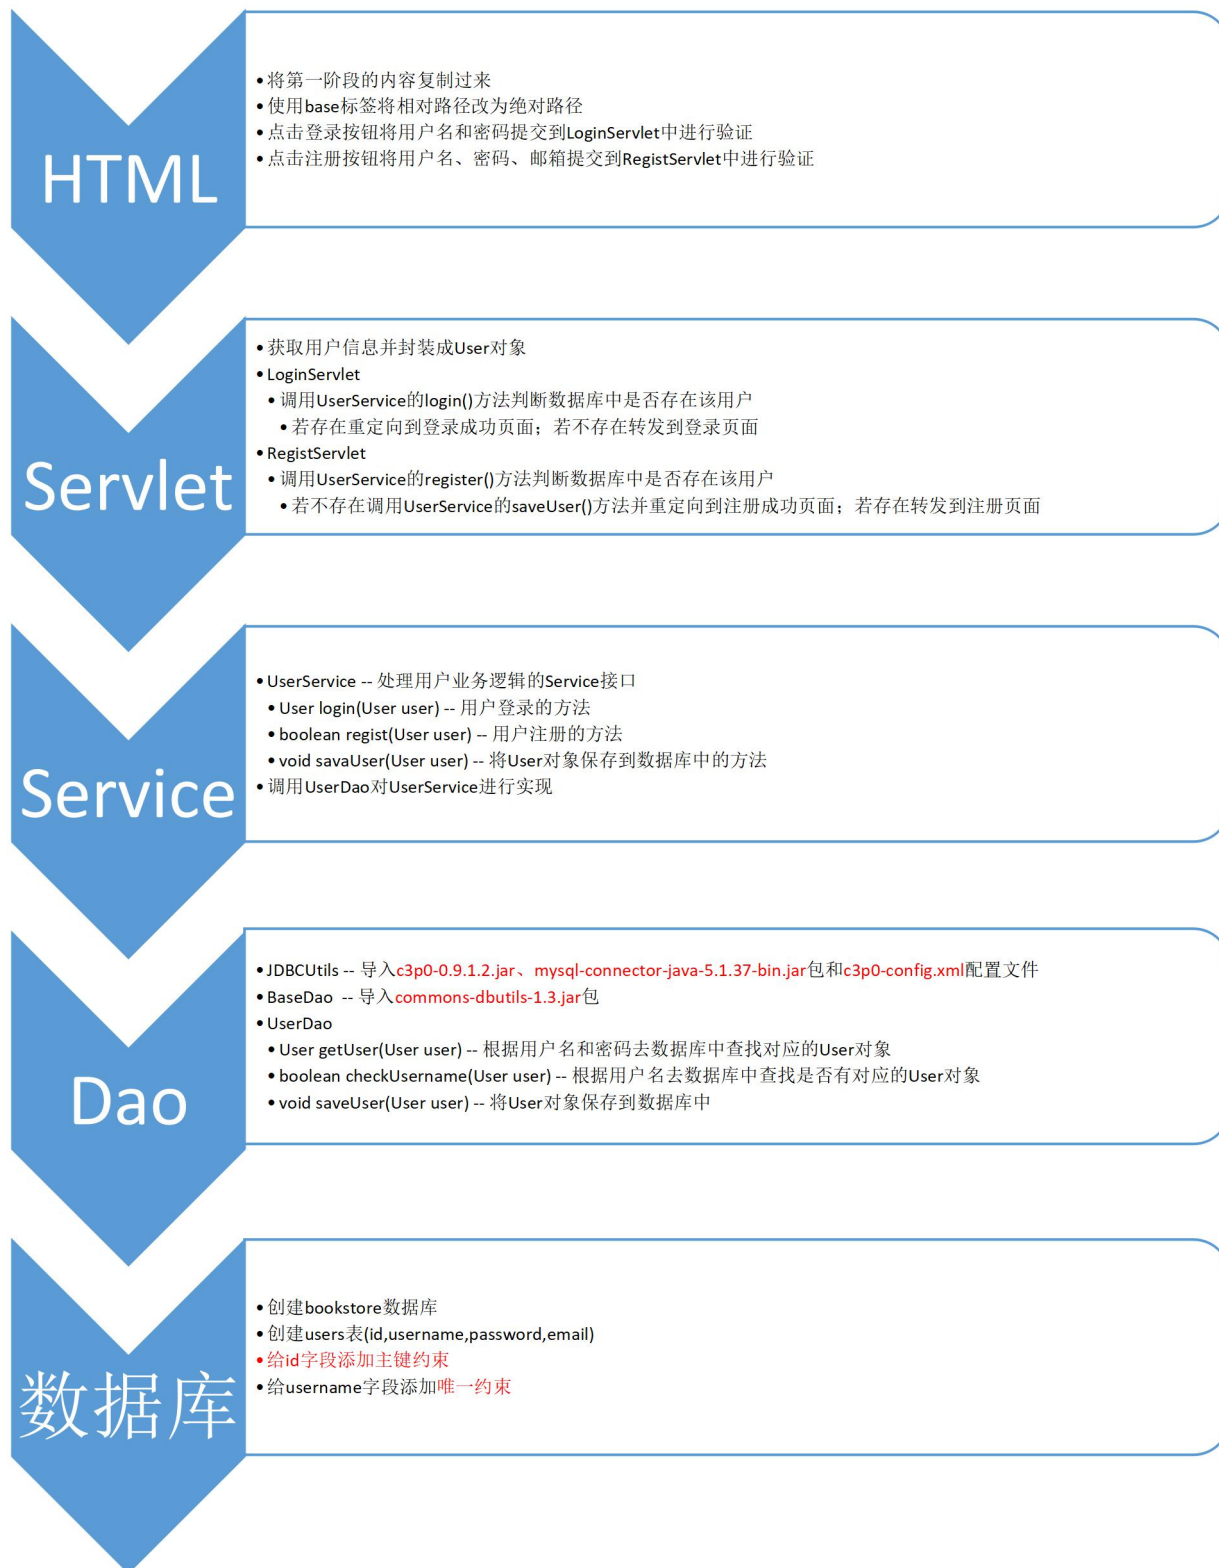 HTML
•将第一阶段的内容复制过来
•使用base标签将相对路径改为绝对路径
•点击登录按钮将用户名和密码提交到LoginServlet中进行验证
•点击注册按钮将用户名、密码、邮箱提交到RegistServlet中进行验证
Servlet
•获取用户信息并封装成User对象
•LoginServlet
•调用UserService的login()方法判断数据库中是否存在该用户
•若存在重定向到登录成功页面；若不存在转发到登录页面
•RegistServlet
•调用UserService的register()方法判断数据库中是否存在该用户
•若不存在调用UserService的saveUser()方法并重定向到注册成功页面；若存在转发到注册页面
Service
•UserService -- 处理用户业务逻辑的Service接口
•User login(User user) -- 用户登录的方法
•boolean regist(User user) -- 用户注册的方法
•void savaUser(User user) -- 将User对象保存到数据库中的方法
•调用UserDao对UserService进行实现
Dao
•JDBCUtils -- 导入c3p0-0.9.1.2.jar、mysql-connector-java-5.1.37-bin.jar包和c3p0-config.xml配置文件
•BaseDao -- 导入commons-dbutils-1.3.jar包
•UserDao
•User getUser(User user) -- 根据用户名和密码去数据库中查找对应的User对象
•boolean checkUsername(User user) -- 根据用户名去数据库中查找是否有对应的User对象
•void saveUser(User user) -- 将User对象保存到数据库中
数据库
•创建bookstore数据库
•创建users表(id,username,password,email)
•给id字段添加主键约束
•给username字段添加唯一约束